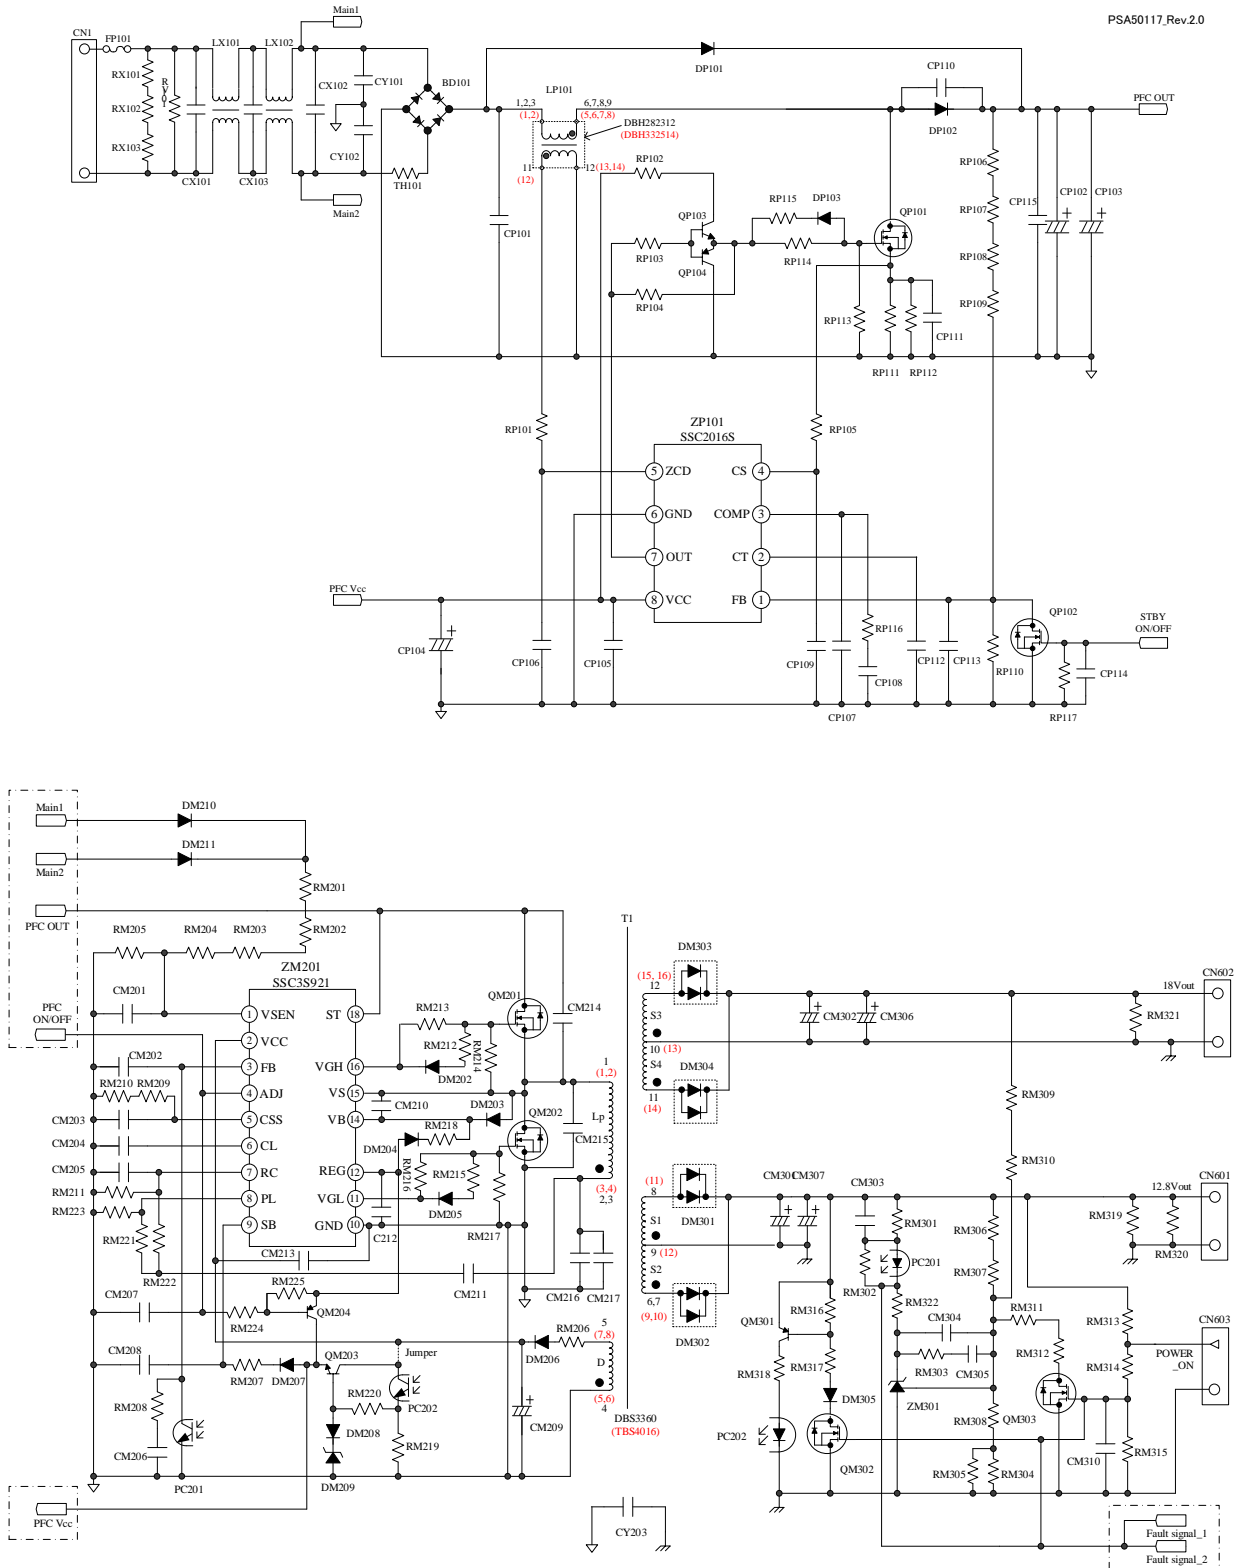 PSA50117_Rev.2.0
Main1
CN1
FP101
LX101
LX102
RX101
RX102
RX103
CX101
CX103
CX102
CY101
CY102
BD101
TH101
Main2
DP101
LP101
1,2,3
(1,2)
6,7,8,9
(5,6,7,8)
DBH282312
(DBH332514)
11
(12)
12
(13,14)
CP101
RP102
RP103
RP104
QP103
QP104
RP115
DP103
RP114
QP101
CP110
DP102
PFC OUT
RP106
RP107
RP108
RP109
CP115
CP102
CP103
RP113
RP111
RP112
CP111
RP101
RP105
ZP101
SSC2016S
5 ZCD
CS 4
6 GND
COMP 3
7 OUT
CT 2
8 VCC
FB 1
PFC Vcc
CP104
CP106
CP105
CP109
CP107
RP116
CP108
CP112
CP113
RP110
QP102
STBY
ON/OFF
RP117
CP114
Main1
DM210
DM211
Main2
RM201
RM202
PFC OUT
RM205
RM204
RM203
T1
ZM201
SSC3S921
CM201
PFC
ON/OFF
1 VSEN
ST 18
2 VCC
3 FB
VGH 16
4 ADJ
VS 15
5 CSS
VB 14
6 CL
7 RC
REG 12
8 PL
VGL 11
9 SB
GND 10
CM202
RM210
RM209
CM203
CM204
CM205
RM211
RM223
RM221
RM222
CM213
RM213
RM212
RM214
DM202
QM201
CM214
CM210
DM203
QM202
CM215
RM218
DM204
RM216
RM215
DM205
C212
RM217
1
(1,2)
Lp
(3,4)
2,3
CM211
CM216
CM217
CM207
RM225
RM224
QM204
CM208
RM207
DM207
QM203
Jumper
RM220
PC202
DM208
DM209
RM219
RM208
CM206
PC201
DM206
RM206
CM209
5
(7,8)
D
(5,6)
4
DBS3360
(TBS4016)
PFC Vcc
CY203
(15, 16)
12
S3
10 (13)
S4
11
(14)
DM303
DM304
CM302
CM306
18Vout
CN602
RM321
RM309
RM310
(11)
8
S1
9 (12)
S2
6,7
(9,10)
DM301
DM302
CM307
CM303
RM301
PC201
RM302
RM322
RM306
RM307
12.8Vout
CN601
RM319
RM320
QM301
RM316
RM317
RM318
DM305
PC202
QM302
CM304
RM303
CM305
ZM301
RM311
RM312
RM308
QM303
RM305
RM304
CM310
RM313
RM314
RM315
CN603
POWER
_ON
Fault signal_1
Fault signal_2